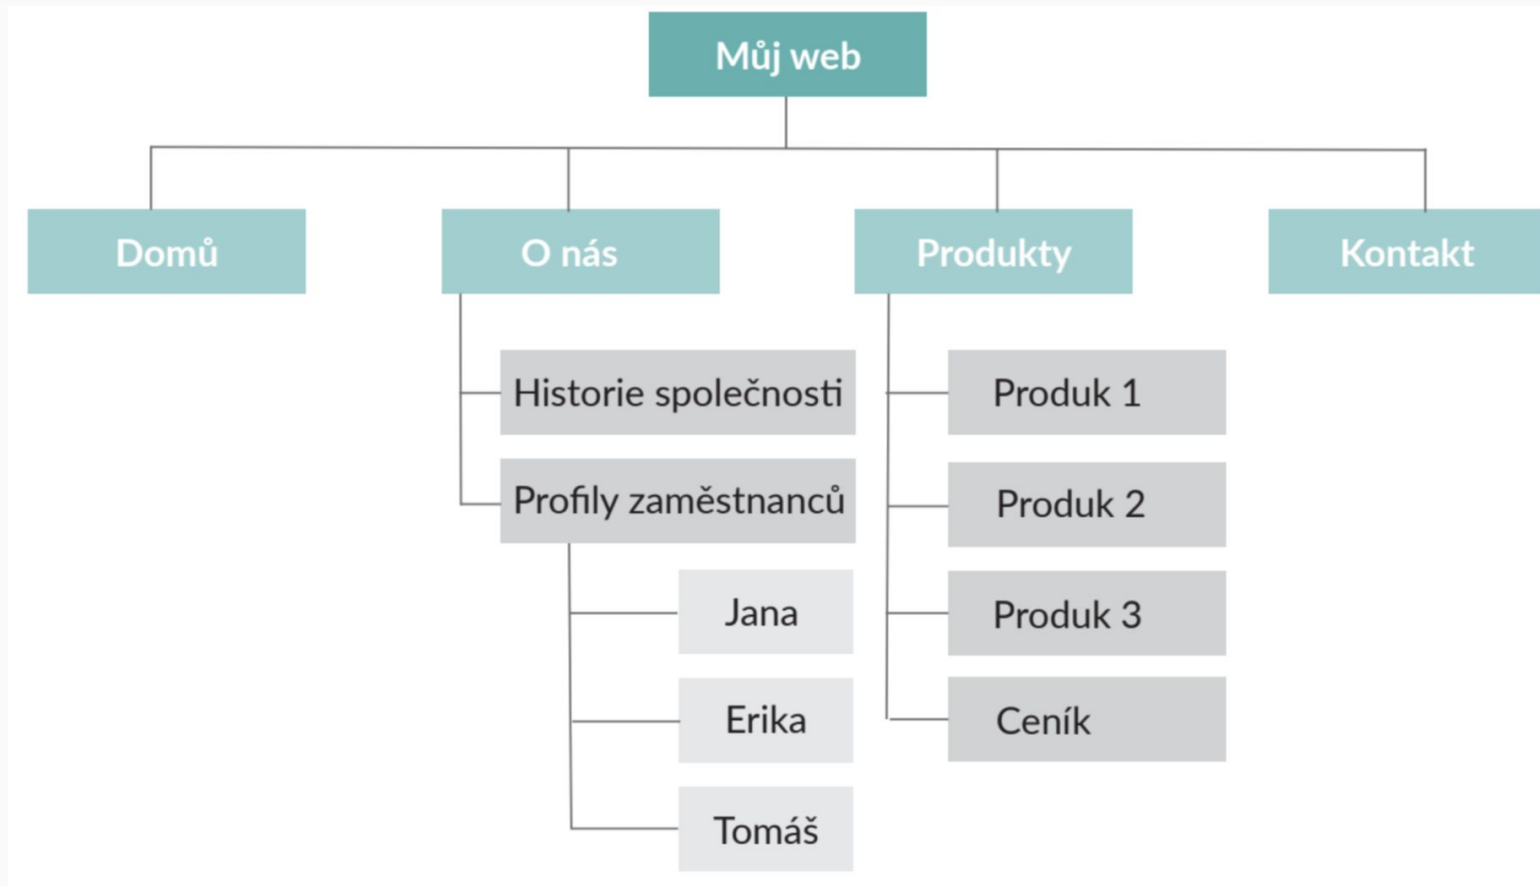 Můj web
Domů
O nás
Produkty
Kontakt
Historie společnosti
Profily zaměstnanců
Jana
Erika
Tomáš
Produk 1
Produk 2
Produk 3
Ceník